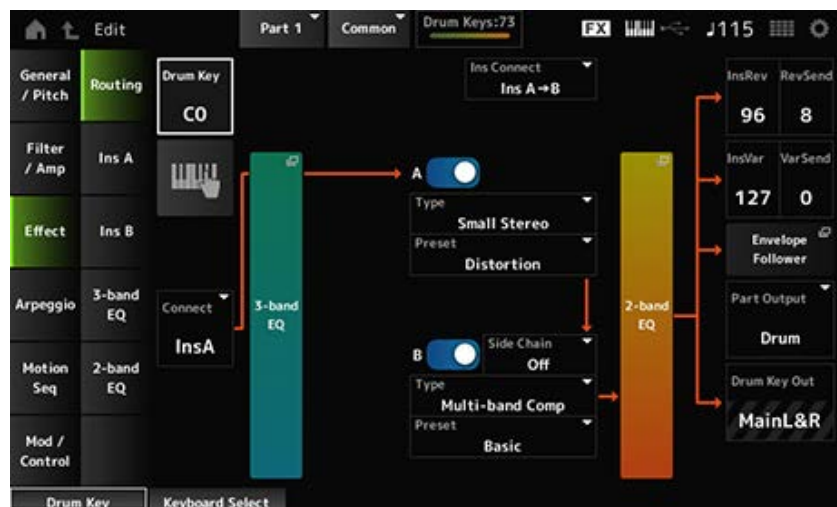 Edit
Part 1
Common
Drum Keys:73
FX
♩115
General
/ Pitch
Filter
/ Amp
Effect
Arpeggio
Motion
Seq
Mod /
Control
Routing
Ins A
Ins B
3-band
EQ
2-band
EQ
Drum Key
C0
Connect
InsA
3-band
EQ
Ins Connect
Ins A→B
A
Type
Small Stereo
Preset
Distortion
B
Side Chain
Off
Type
Multi-band Comp
Preset
Basic
2-band
EQ
InsRev RevSend
96 8
InsVar VarSend
127 0
Envelope
Follower
Part Output
Drum
Drum Key Out
MainL&R
Drum Key
Keyboard Select